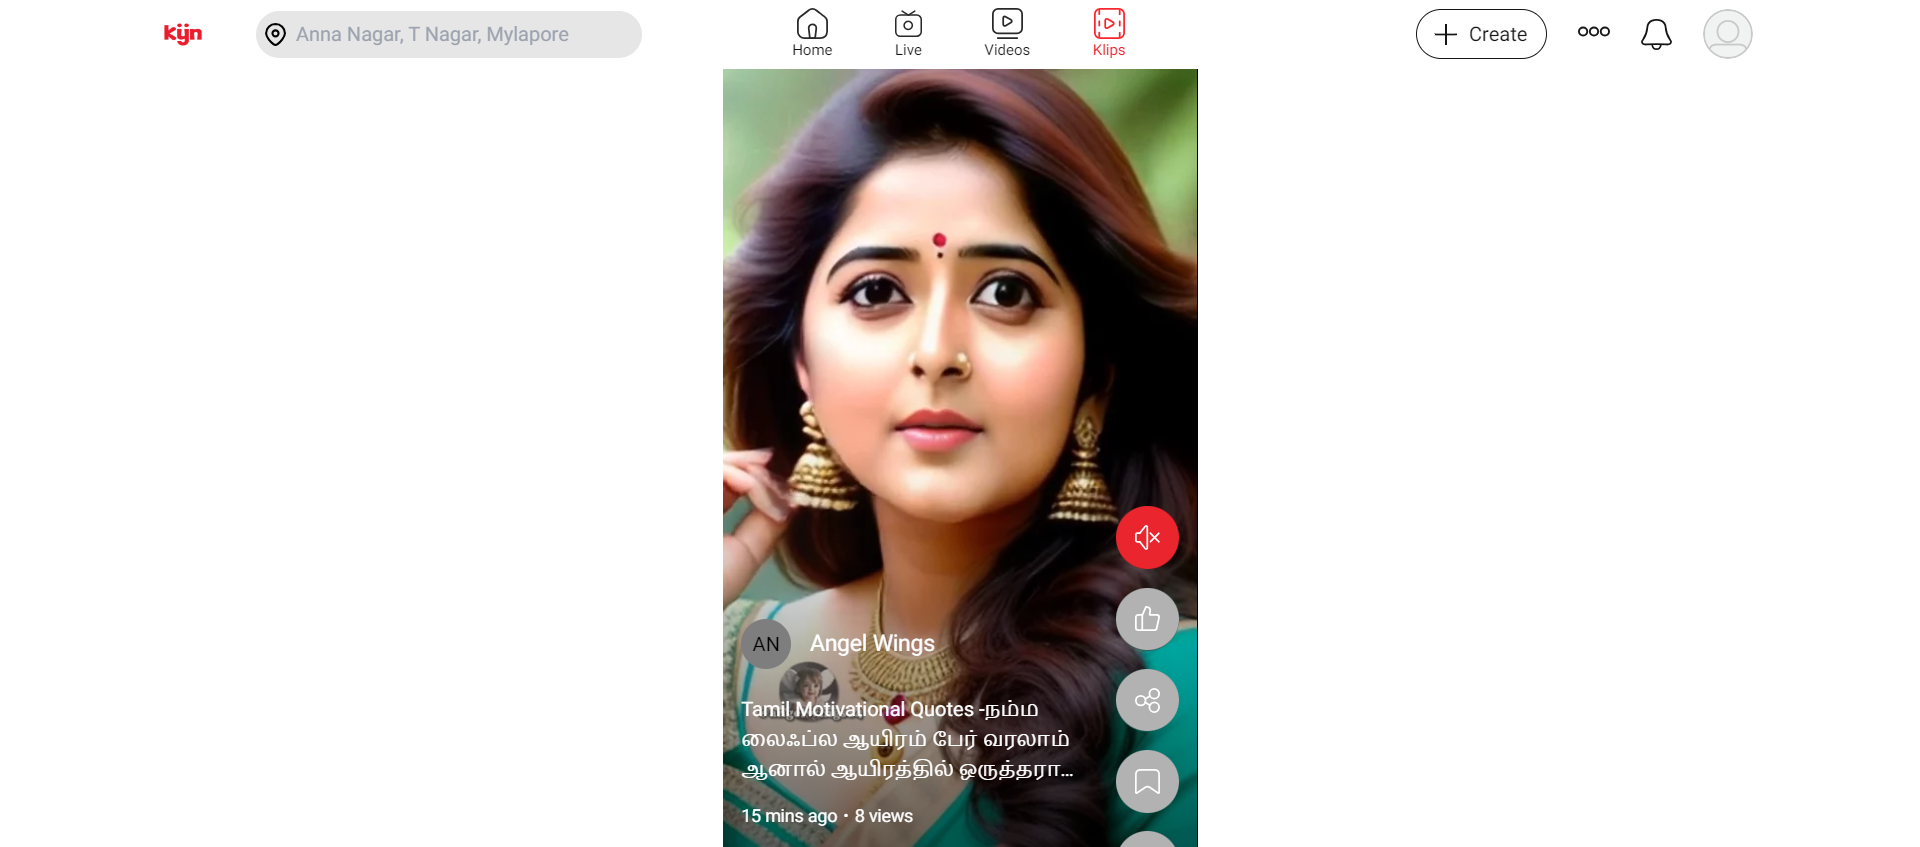 kyn
Anna Nagar, T Nagar, Mylapore
Home
Live
Videos
Klips
Create
AN
Angel Wings
Tamil Motivational Quotes -நம்ம
லைஃப்ல ஆயிரம் பேர் வரலாம்
ஆனால் ஆயிரத்தில் ஒருத்தரா...
15 mins ago • 8 views